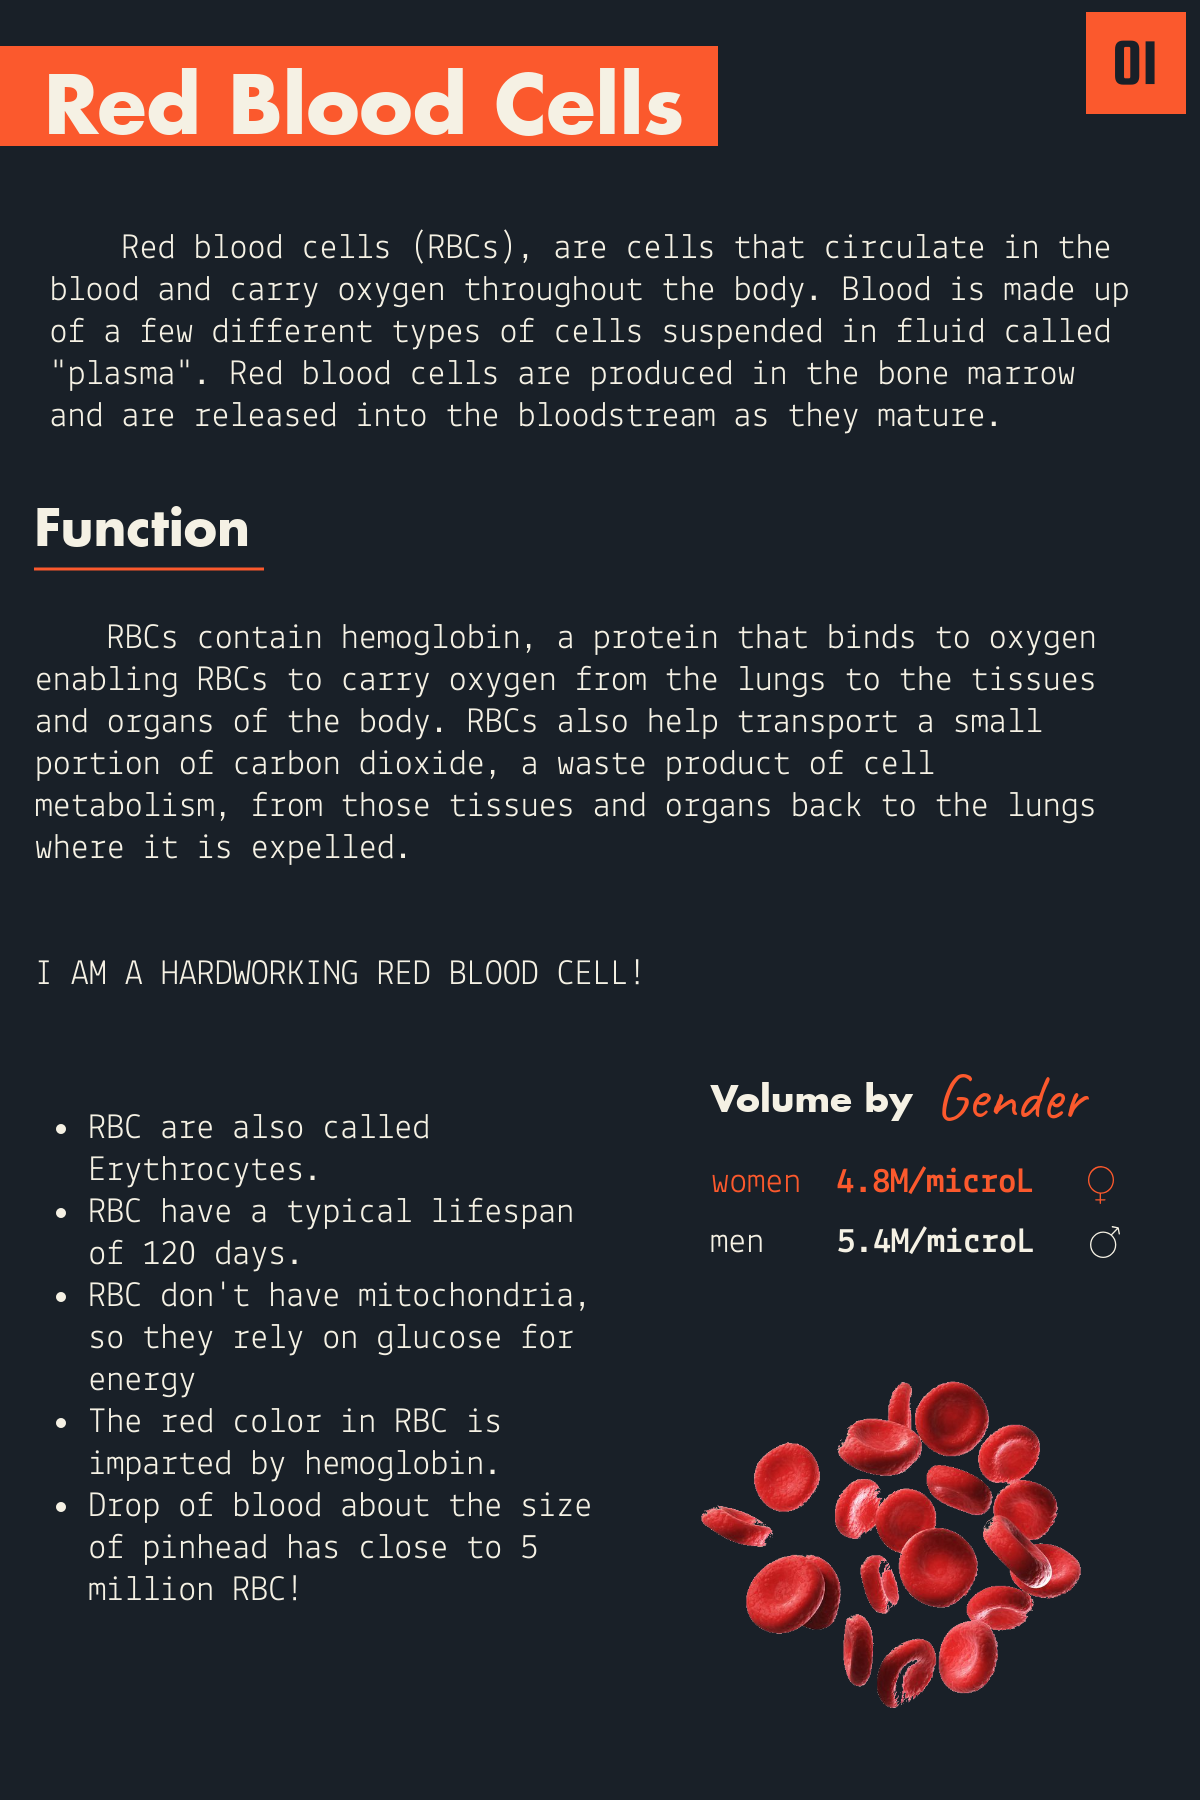 01
Red Blood Cells
Red blood cells (RBCs), are cells that circulate in the
blood and carry oxygen throughout the body. Blood is made up
of a few different types of cells suspended in fluid called
"plasma". Red blood cells are produced in the bone marrow
and are released into the bloodstream as they mature.
Function
RBCs contain hemoglobin, a protein that binds to oxygen
enabling RBCs to carry oxygen from the lungs to the tissues
and organs of the body. RBCs also help transport a small
portion of carbon dioxide, a waste product of cell
metabolism, from those tissues and organs back to the lungs
where it is expelled.
I AM A HARDWORKING RED BLOOD CELL!
• RBC are also called
Erythrocytes.
• RBC have a typical lifespan
of 120 days.
• RBC don't have mitochondria,
so they rely on glucose for
energy
• The red color in RBC is
imparted by hemoglobin.
• Drop of blood about the size
of pinhead has close to 5
million RBC!
Volume by Gender
women 4.8M/microL ♀
men 5.4M/microL ♂